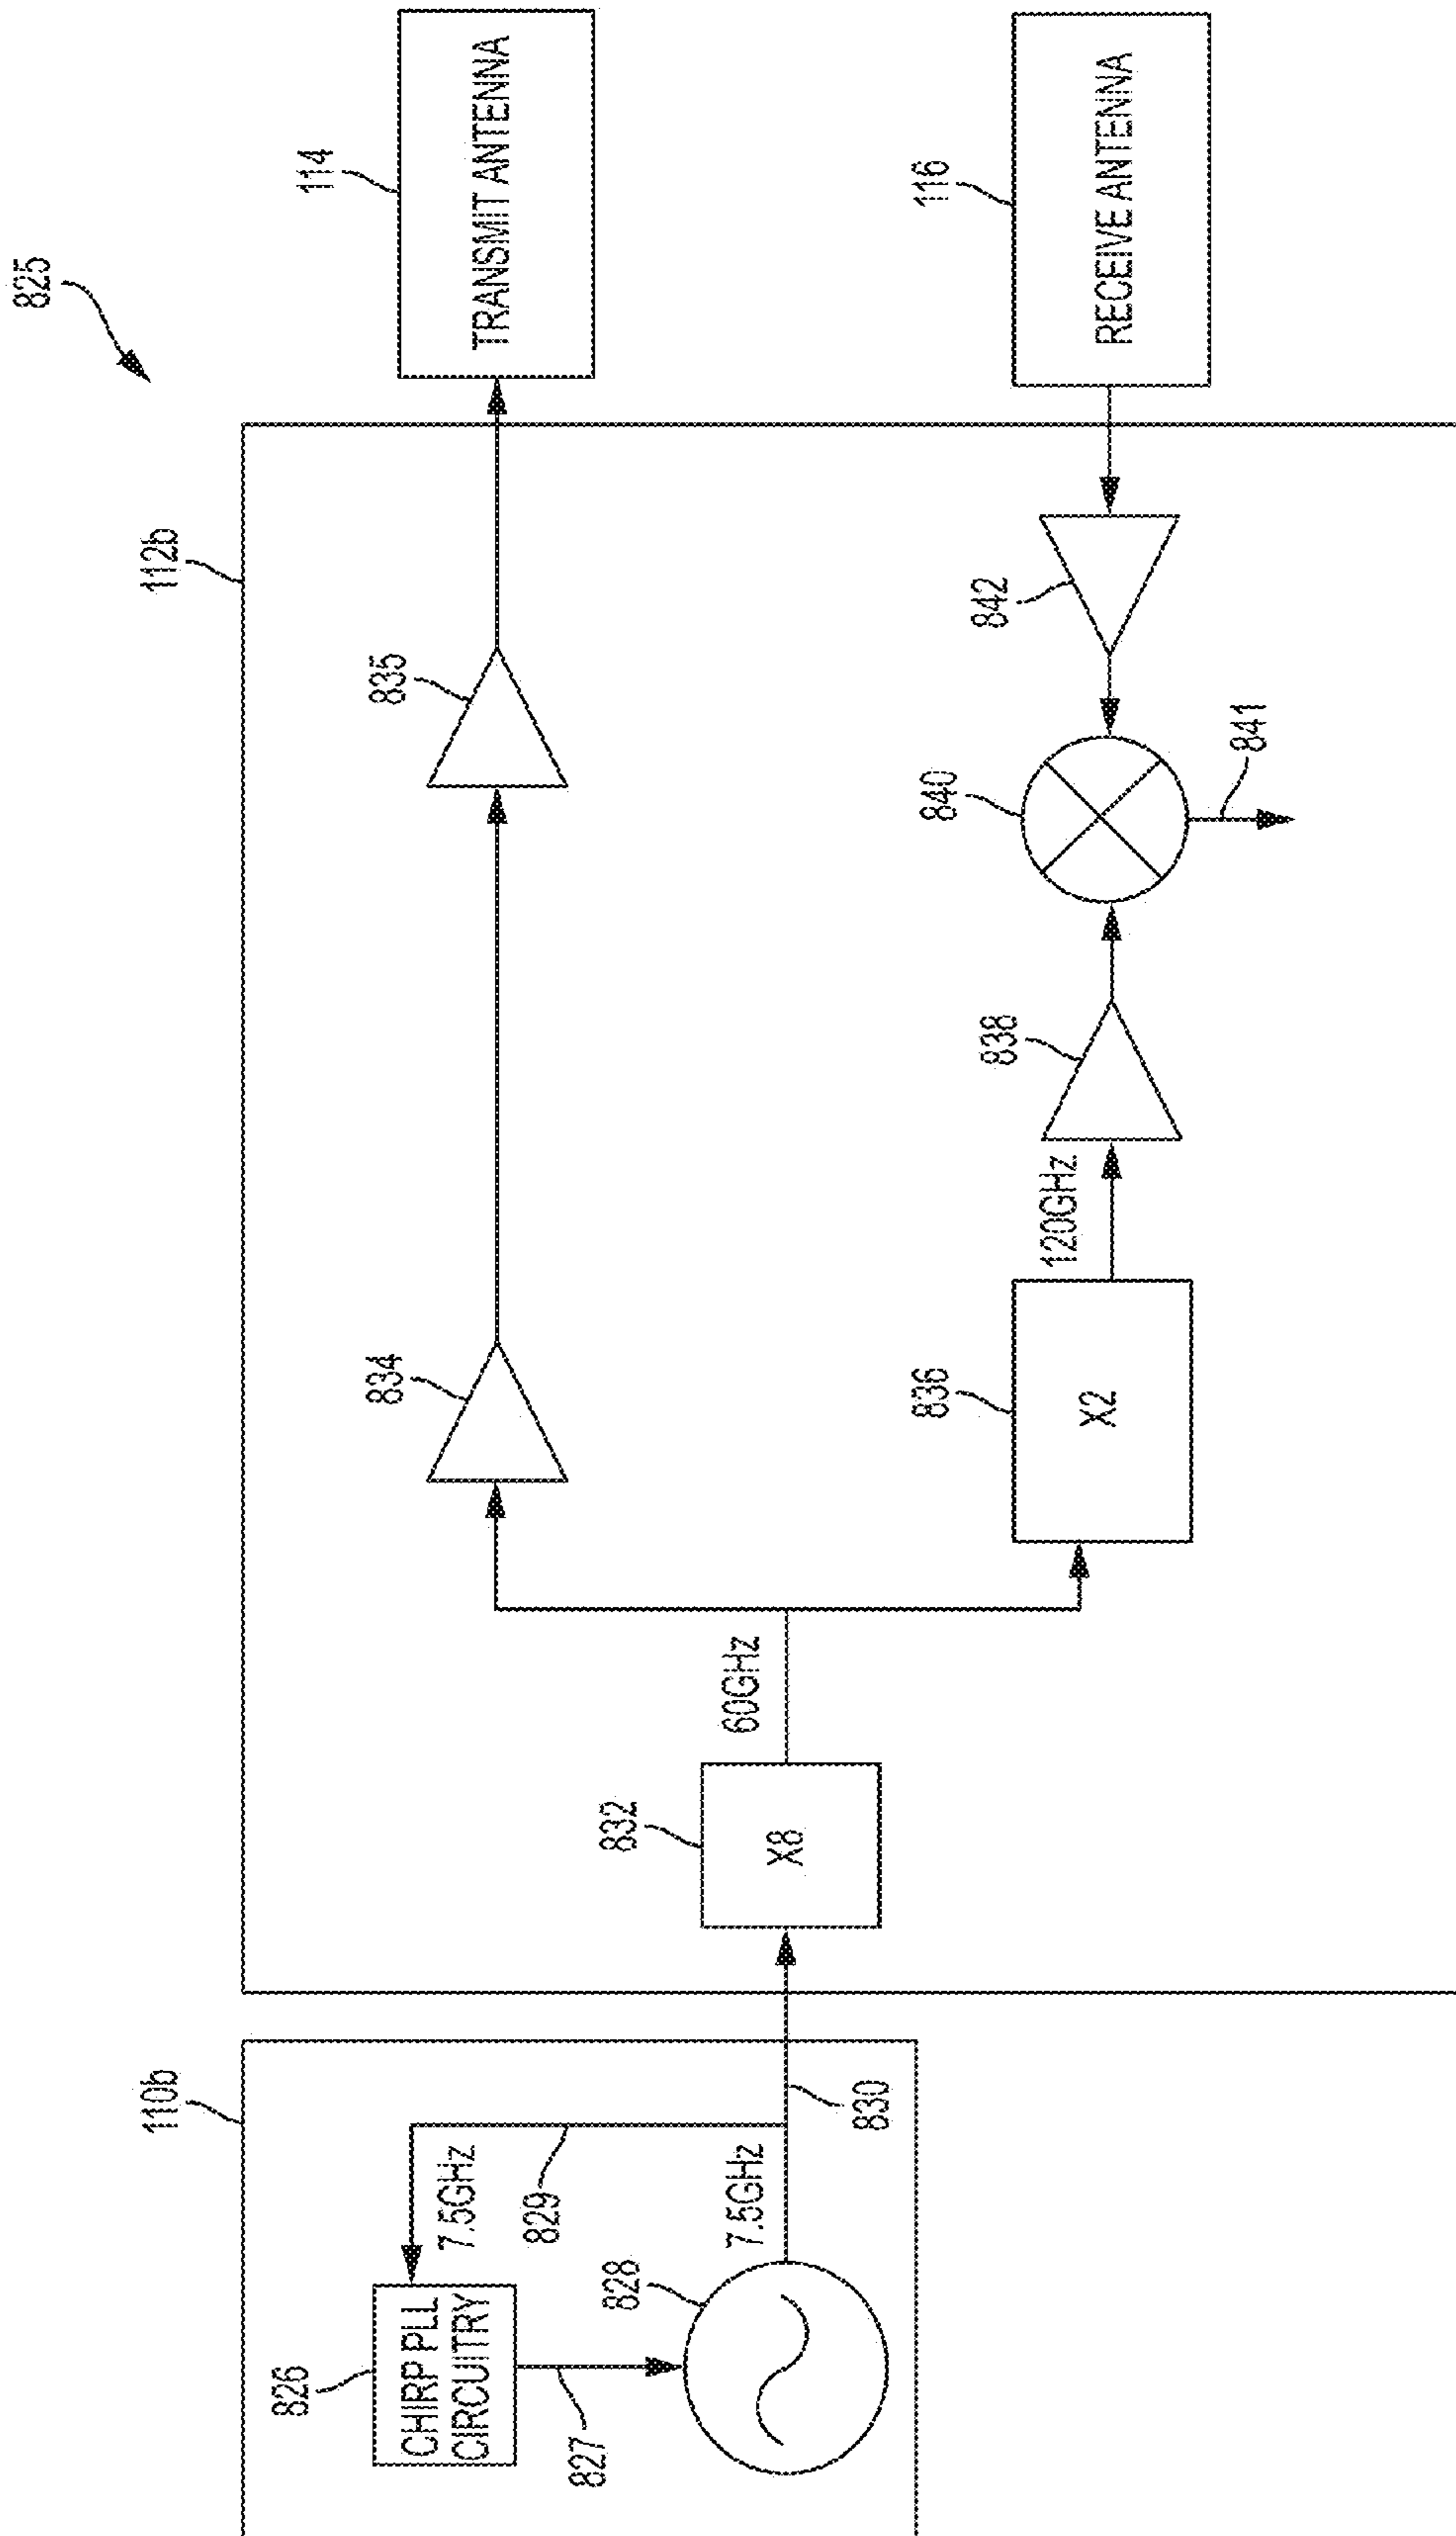 825
110b
826
CHIRP PLL
CIRCUITRY
827
7.5GHz
829
828
7.5GHz
830
112b
832
X8
60GHz
834
835
114
TRANSMIT ANTENNA
836
X2
120GHz
838
840
841
842
116
RECEIVE ANTENNA